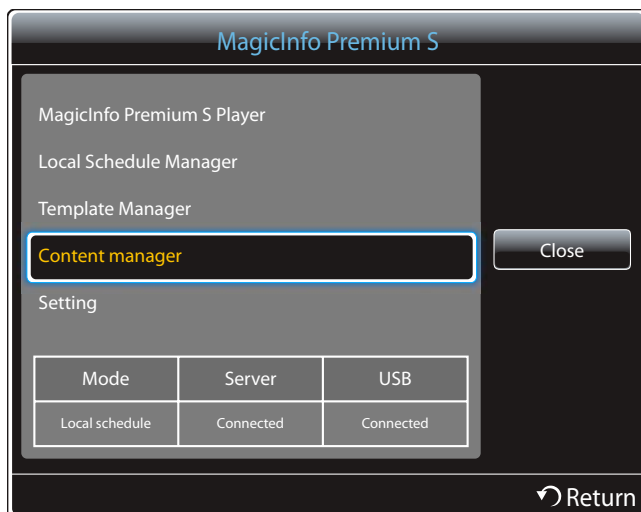 MagicInfo Premium S
MagicInfo Premium S Player
Local Schedule Manager
Template Manager
Content manager
Close
Setting
Mode Server USB
Local schedule Connected Connected
Return